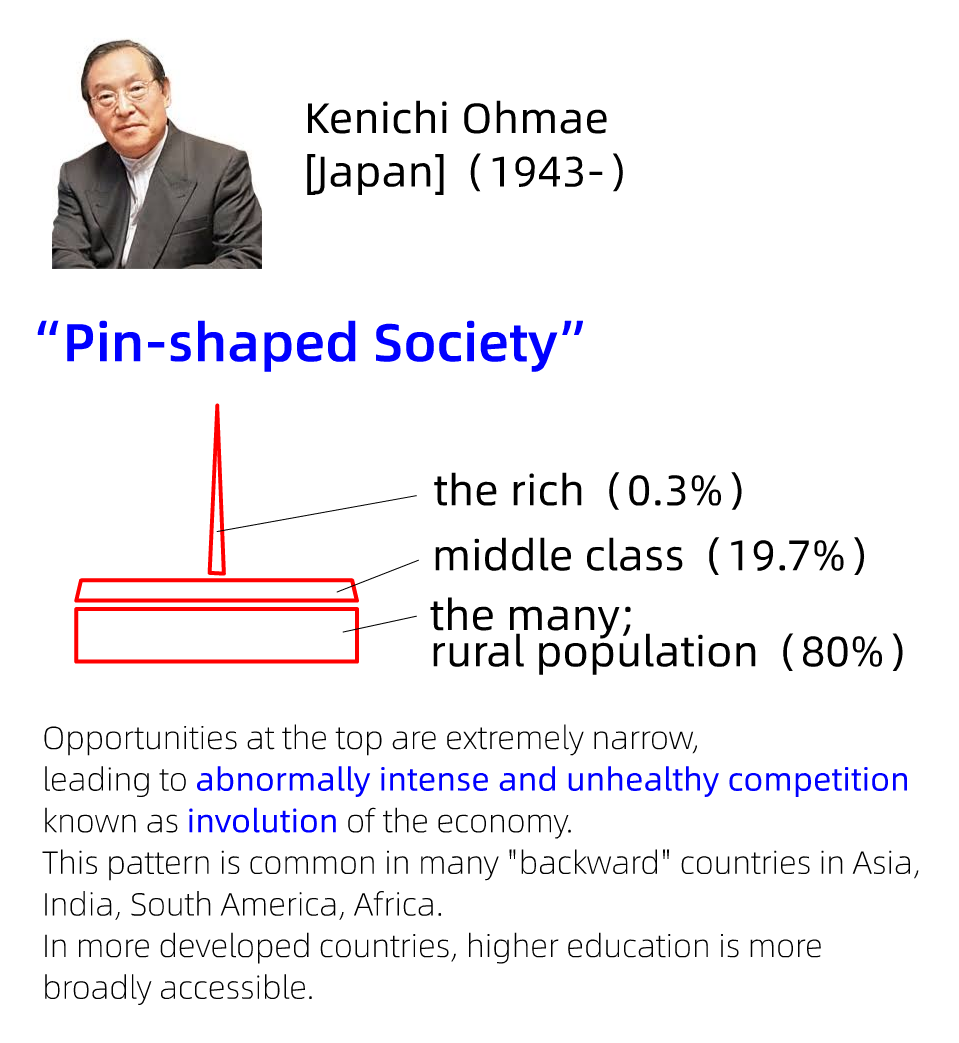 Kenichi Ohmae
[Japan]（1943-）
“Pin-shaped Society”
the rich（0.3%）
middle class（19.7%）
the many;
rural population（80%）
Opportunities at the top are extremely narrow,
leading to abnormally intense and unhealthy competition
known as involution of the economy.
This pattern is common in many "backward" countries in Asia,
India, South America, Africa.
In more developed countries, higher education is more
broadly accessible.